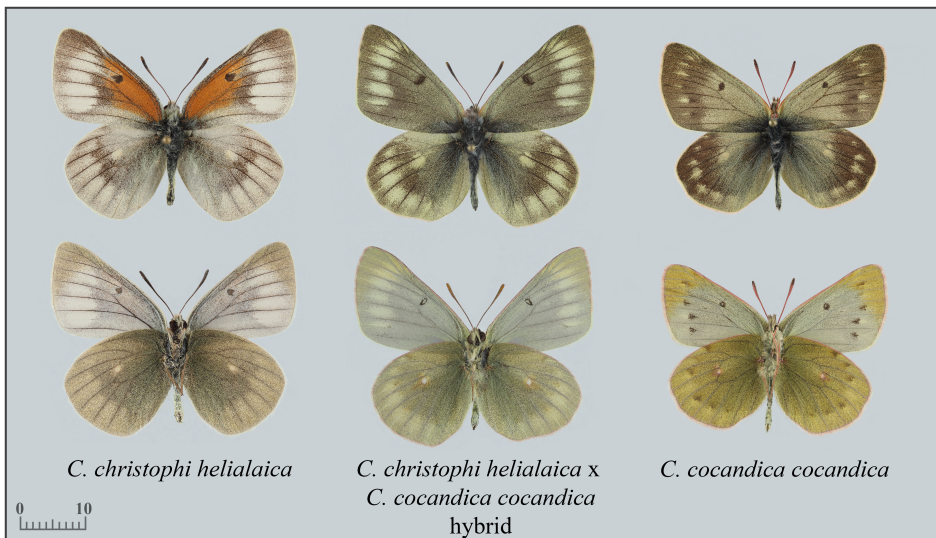 C. christophi helialaica
C. christophi helialaica x
C. cocandica cocandica
hybrid
C. cocandica cocandica
0 10